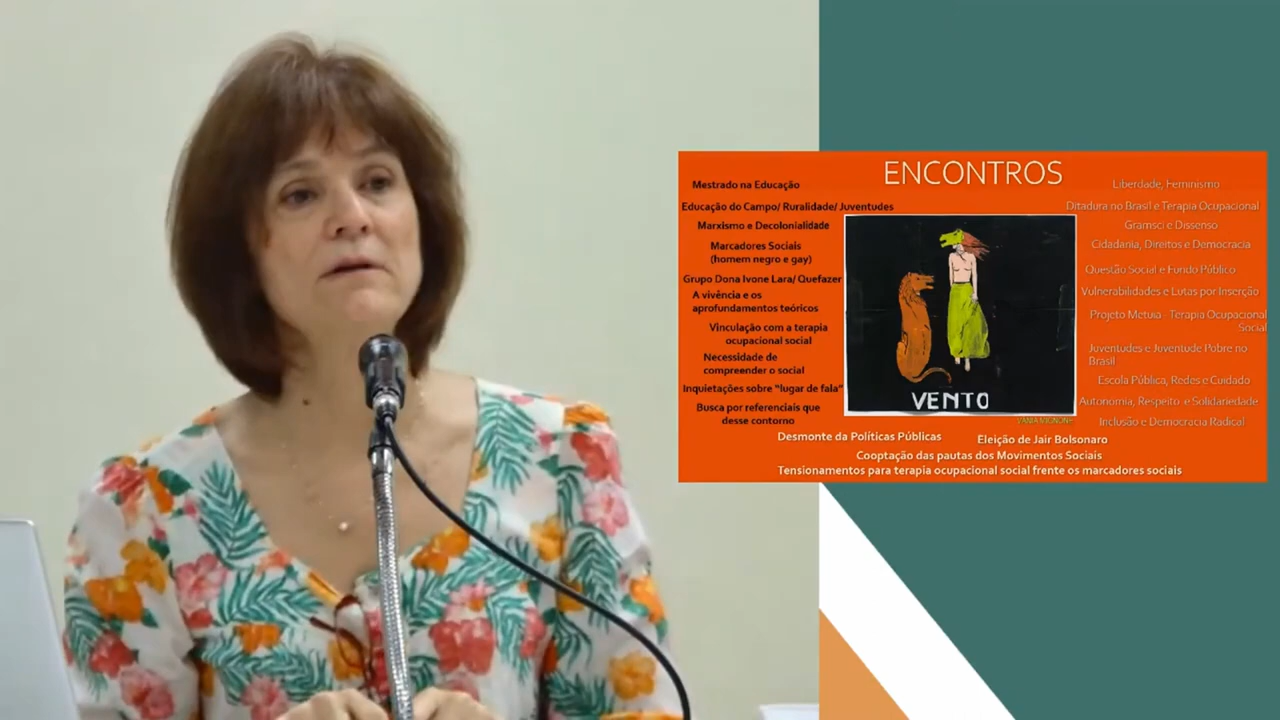 ENCONTROS
Mestrado na Educação
Educação do Campo/ Ruralidade/ Juventudes
Marxismo e Decolonialidade
Marcadores Sociais
(homem negro e gay)
Grupo Dona Ivone Lara/ Quefazer
A vivência e os
aprofundamentos teóricos
Vinculação com a terapia
ocupacional social
Necessidade de
compreender o social
Inquietações sobre "lugar de fala"
Busca por referenciais que
desse contorno
Liberdade, Feminismo
Ditadura no Brasil e Terapia Ocupacional
Gramsci e Dissenso
Cidadania, Direitos e Democracia
Questão Social e Fundo Público
Vulnerabilidades e Lutas por Inserção
Projeto Metuia - Terapia Ocupacional
Social
Juventudes e Juventude Pobre no
Brasil
Escola Pública, Redes e Cuidado
Autonomia, Respeito e Solidariedade
Inclusão e Democracia Radical
VENTO
VÂNIA MIGNONE
Desmonte da Políticas Públicas
Eleição de Jair Bolsonaro
Cooptação das pautas dos Movimentos Sociais
Tensionamentos para terapia ocupacional social frente os marcadores sociais